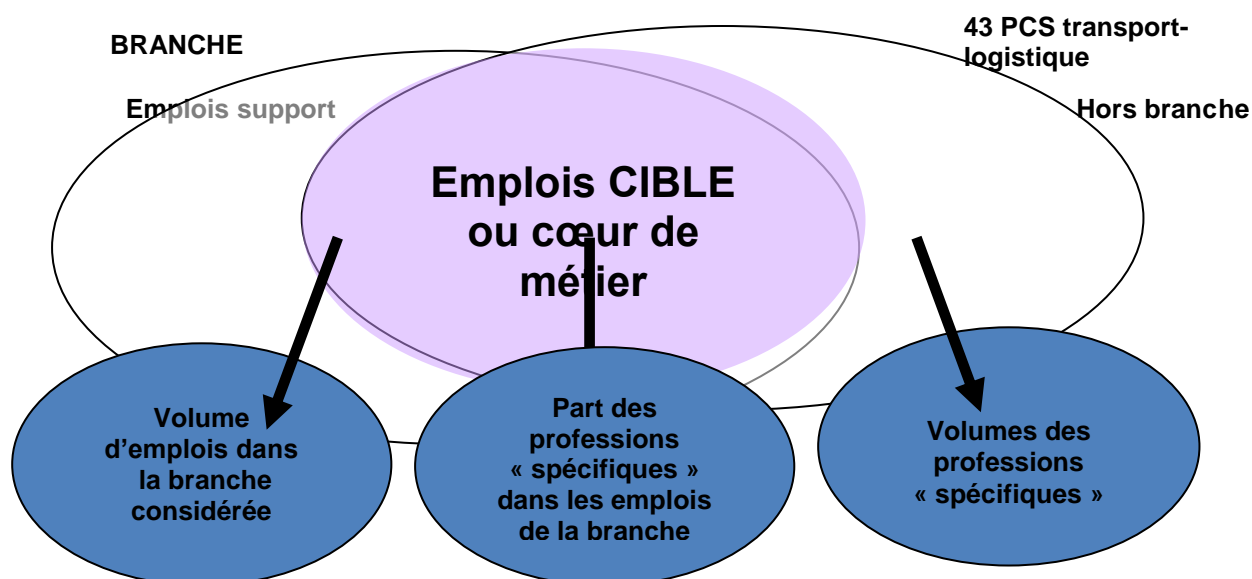 BRANCHE
43 PCS transport-
logistique
Emplois support
Hors branche
Emplois CIBLE
ou cœur de
métier
Volume
d’emplois dans
la branche
considérée
Part des
professions
« spécifiques »
dans les emplois
de la branche
Volumes des
professions
« spécifiques »